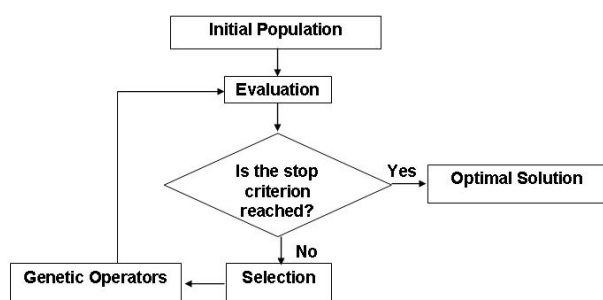 Initial Population
Evaluation
Is the stop
criterion
reached?
Yes
Optimal Solution
No
Genetic Operators
Selection